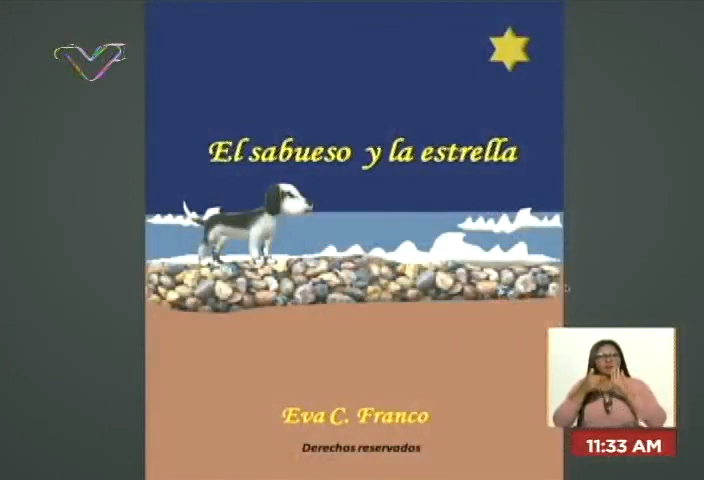 El sabueso y la estrella
Eva C. Franco
Derechos reservados
11:33 AM